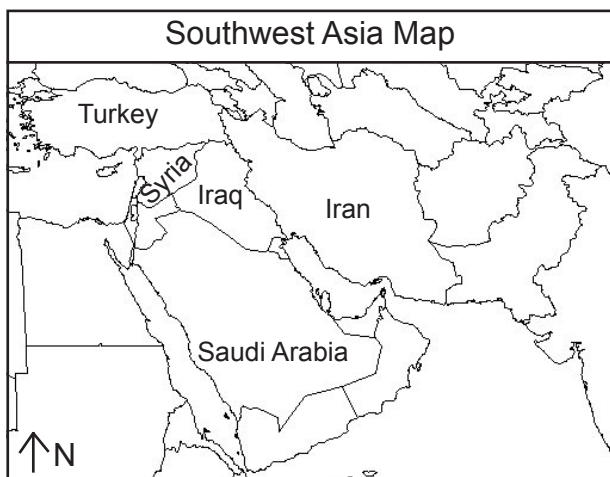 Southwest Asia Map
Turkey
Syria
Iraq
Iran
Saudi Arabia
N